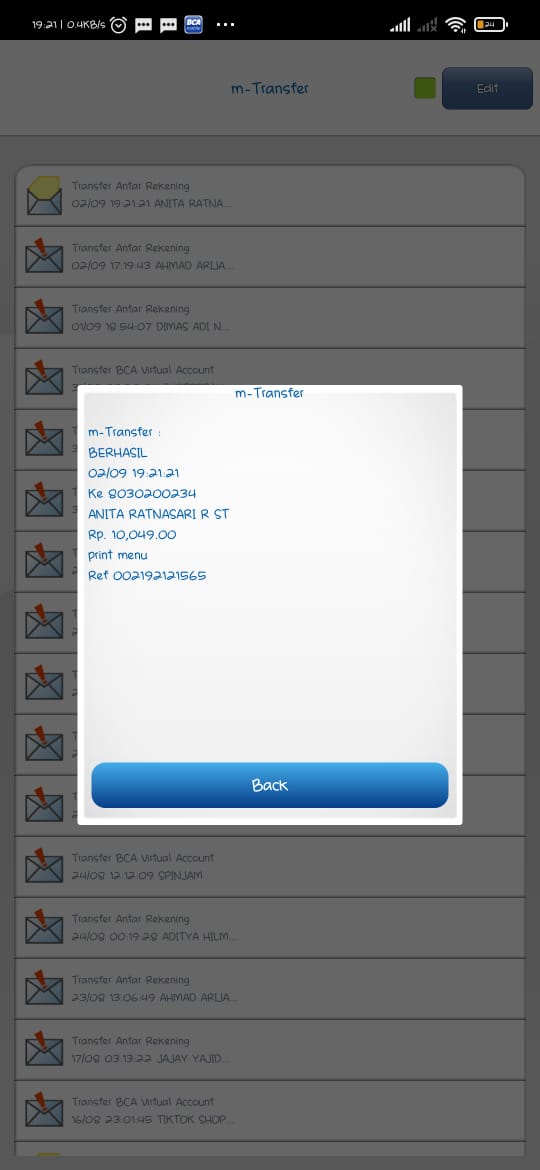 19:21 | 0.4KB/s
BCA
mobile
24
m-Transfer
Edit
Transfer Antar Rekening
02/09 19:21:21 ANITA RATNA...
Transfer Antar Rekening
02/09 17:19:43 AHMAD ARIJA...
Transfer Antar Rekening
01/09 18:54:07 DIMAS ADI N...
Transfer BCA Virtual Account
m-Transfer
m-Transfer :
BERHASIL
02/09 19:21:21
Ke 8030200234
ANITA RATNASARI R ST
Rp. 10,049.00
print menu
Ref 002192121565
Back
Transfer BCA Virtual Account
24/08 12:12:09 SPINJAM
Transfer Antar Rekening
24/08 00:19:28 ADITYA HILM...
Transfer Antar Rekening
23/08 13:06:49 AHMAD ARIJA...
Transfer Antar Rekening
17/08 03:13:22 JAJAY YAJID...
Transfer BCA Virtual Account
16/08 23:01:45 TIKTOK SHOP...